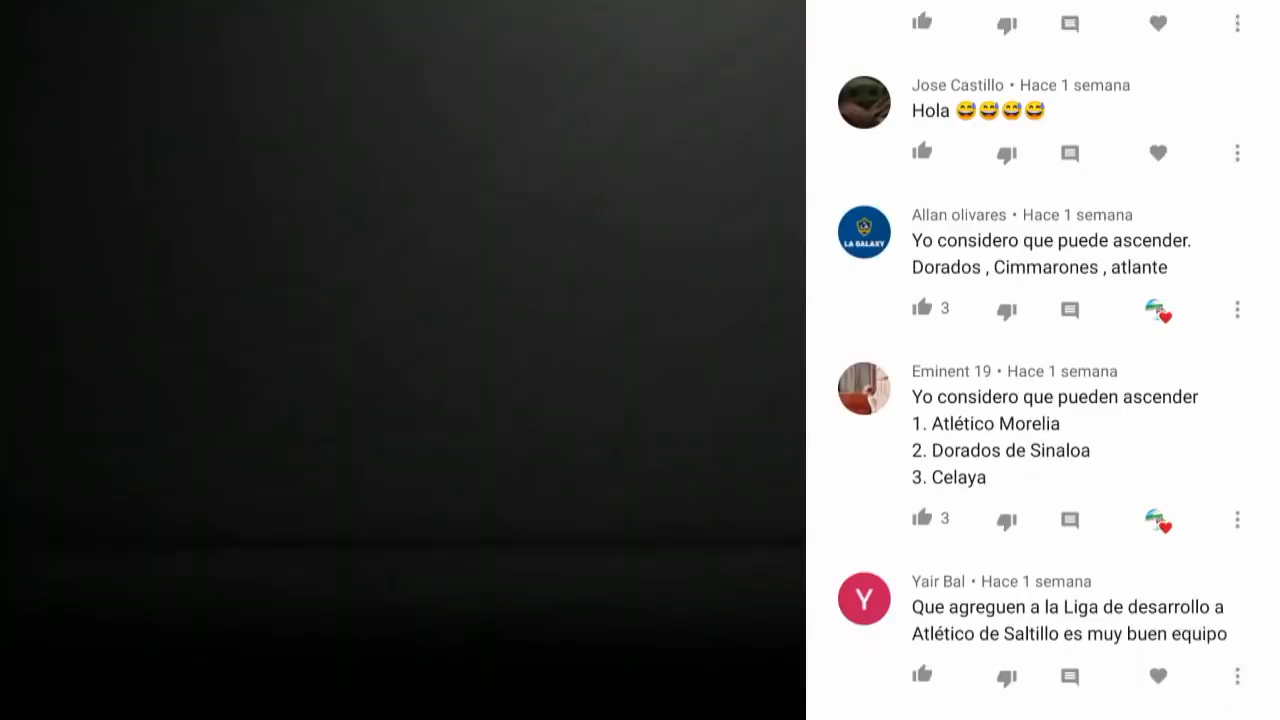 Jose Castillo • Hace 1 semana
Hola 😅😅😅😅
Allan olivares • Hace 1 semana
LA GALAXY
Yo considero que puede ascender.
Dorados , Cimmarones , atlante
3
Eminent 19 • Hace 1 semana
Yo considero que pueden ascender
1. Atlético Morelia
2. Dorados de Sinaloa
3. Celaya
3
Yair Bal • Hace 1 semana
Y
Que agreguen a la Liga de desarrollo a
Atlético de Saltillo es muy buen equipo